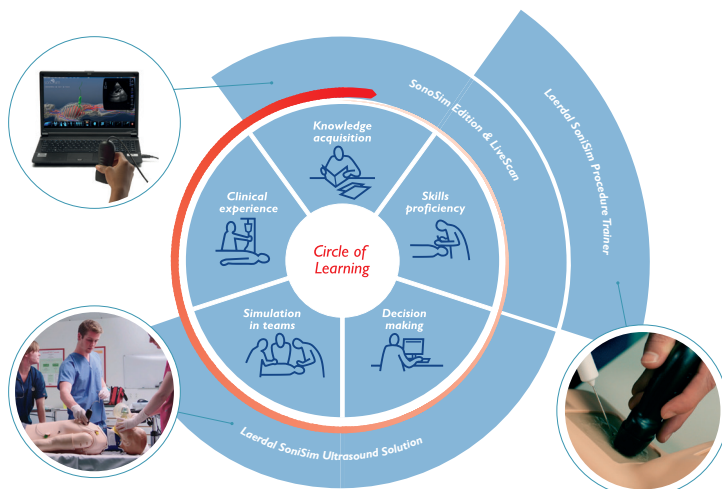 Knowledge
acquisition
Skills
proficiency
Decision
making
Simulation
in teams
Clinical
experience
Circle of
Learning
SonoSim Edition & LiveScan
Laerdal SoniSim Procedure Trainer
Laerdal SoniSim Ultrasound Solution